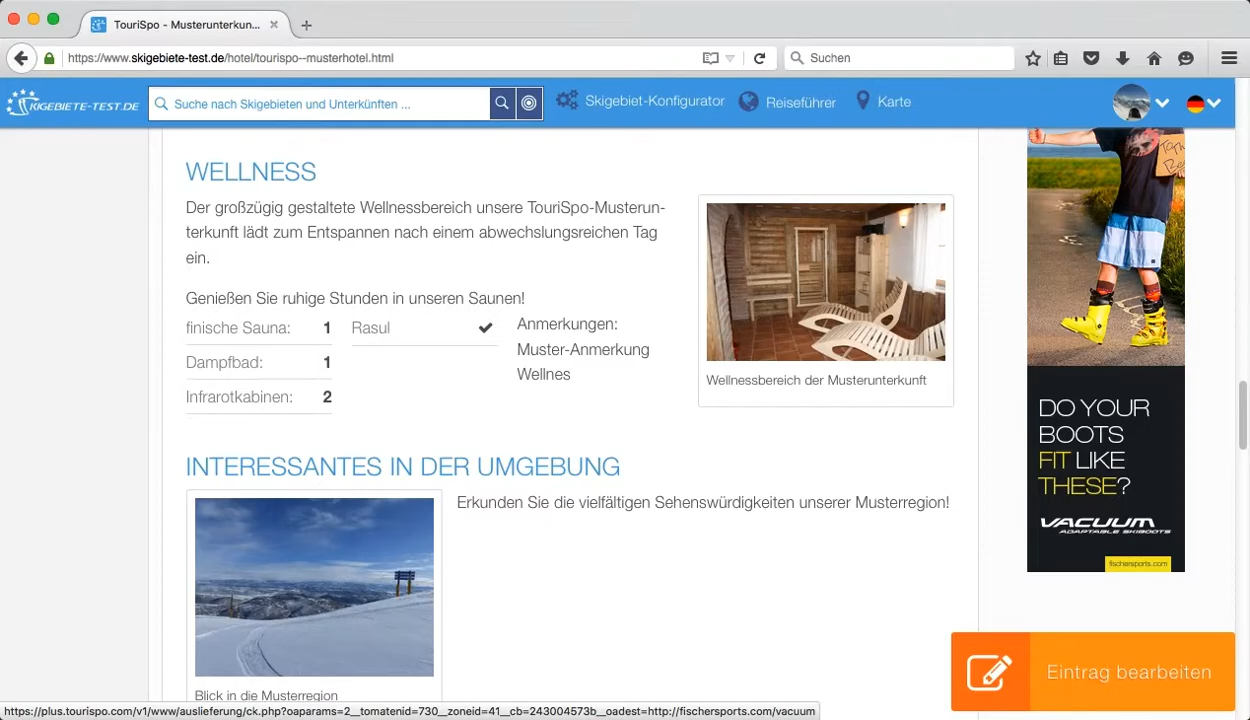 TouriSpo - Musterunterkun...
https://www.skigebiete-test.de/hotel/tourispo--musterhotel.html
Suchen
SKIGEBIETE-TEST.DE
Suche nach Skigebieten und Unterkünften ...
Skigebiet-Konfigurator
Reiseführer
Karte
WELLNESS
Der großzügig gestaltete Wellnessbereich unsere TouriSpo-Musterun-
terkunft lädt zum Entspannen nach einem abwechslungsreichen Tag
ein.
Genießen Sie ruhige Stunden in unseren Saunen!
finische Sauna: 1
Dampfbad: 1
Infrarotkabinen: 2
Rasul
Anmerkungen:
Muster-Anmerkung
Wellnes
Wellnessbereich der Musterunterkunft
INTERESSANTES IN DER UMGEBUNG
Erkunden Sie die vielfältigen Sehenswürdigkeiten unserer Musterregion!
Blick in die Musterregion
DO YOUR
BOOTS
FIT LIKE
THESE?
VACUUM
ADAPTABLE SKIBOOTS
fischersports.com
Eintrag bearbeiten
https://plus.tourispo.com/v1/www/auslieferung/ck.php?oaparams=2__tomatenid=730__zoneid=41__cb=243004573b__oadest=http://fischersports.com/vacuum